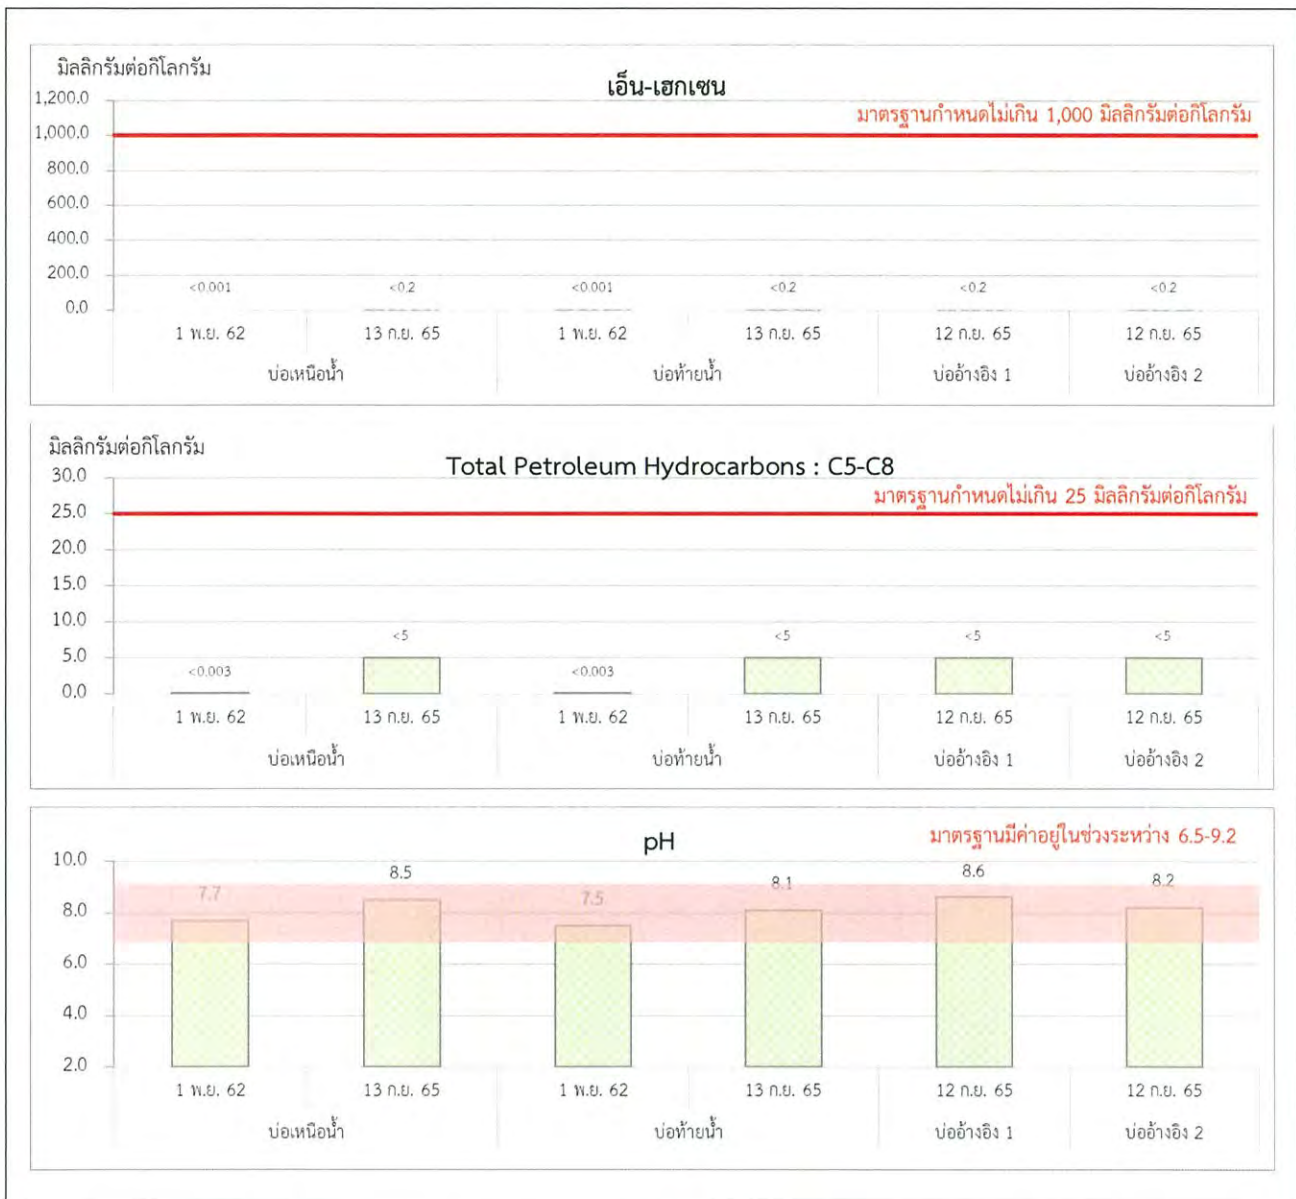 มิลลิกรัมต่อกิโลกรัม
เอ็น-เฮกเซน
1,200.0
มาตรฐานกำหนดไม่เกิน 1,000 มิลลิกรัมต่อกิโลกรัม
1,000.0
800.0
600.0
400.0
200.0
<0.001 <0.2 <0.001 <0.2 <0.2 <0.2
0.0
1 พ.ย. 62 13 ก.ย. 65 1 พ.ย. 62 13 ก.ย. 65 12 ก.ย. 65 12 ก.ย. 65
บ่อเหนือน้ำ บ่อท้ายน้ำ บ่ออ้างอิง 1 บ่ออ้างอิง 2
มิลลิกรัมต่อกิโลกรัม
Total Petroleum Hydrocarbons : C5-C8
30.0
มาตรฐานกำหนดไม่เกิน 25 มิลลิกรัมต่อกิโลกรัม
25.0
20.0
15.0
10.0
<5 <5 <5 <5
5.0
<0.003 <0.003
0.0
1 พ.ย. 62 13 ก.ย. 65 1 พ.ย. 62 13 ก.ย. 65 12 ก.ย. 65 12 ก.ย. 65
บ่อเหนือน้ำ บ่อท้ายน้ำ บ่ออ้างอิง 1 บ่ออ้างอิง 2
pH
มาตรฐานมีค่าอยู่ในช่วงระหว่าง 6.5-9.2
10.0
7.7 8.5 7.5 8.1 8.6 8.2
8.0
6.0
4.0
2.0
1 พ.ย. 62 13 ก.ย. 65 1 พ.ย. 62 13 ก.ย. 65 12 ก.ย. 65 12 ก.ย. 65
บ่อเหนือน้ำ บ่อท้ายน้ำ บ่ออ้างอิง 1 บ่ออ้างอิง 2